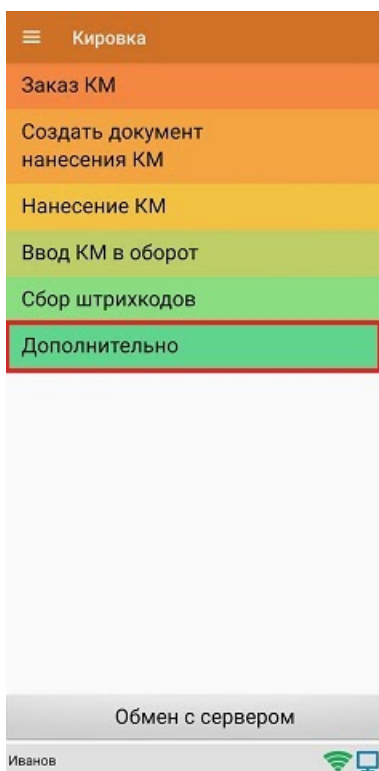 Кировка
Заказ КМ
Создать документ
нанесения КМ
Нанесение КМ
Ввод КМ в оборот
Сбор штрихкодов
Дополнительно
Обмен с сервером
Иванов